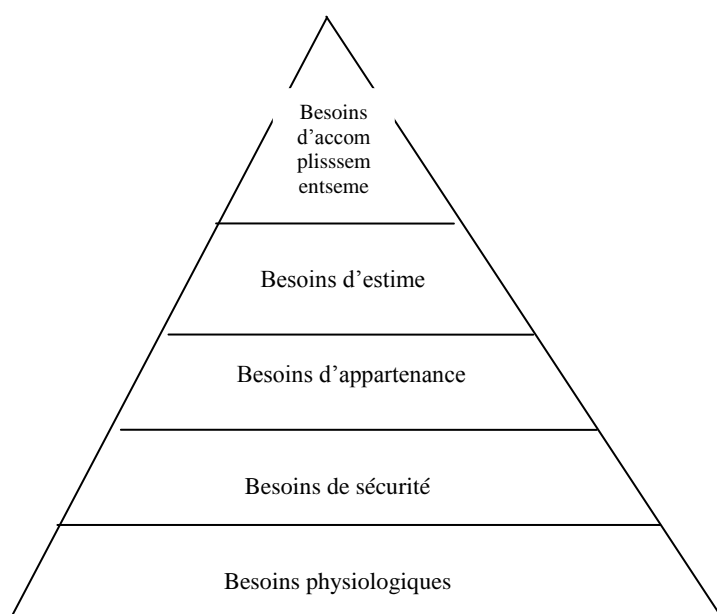 Besoins
d’accom
plisssem
entseme
Besoins d’estime
Besoins d’appartenance
Besoins de sécurité
Besoins physiologiques